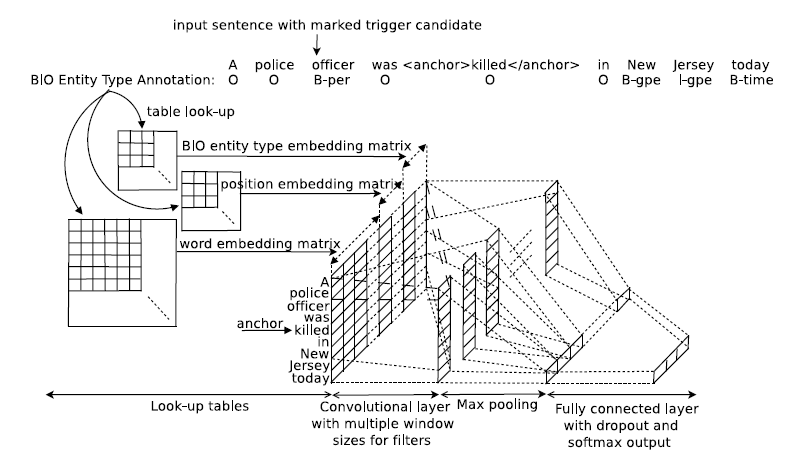 input sentence with marked trigger candidate
A police officer was <anchor>killed</anchor> in New Jersey today
BIO Entity Type Annotation: O O B-per O O O B-gpe I-gpe B-time
table look-up
BIO entity type embedding matrix
position embedding matrix
word embedding matrix
A
police
officer
was
anchor killed
in
New
Jersey
today
Look-up tables
Convolutional layer
with multiple window
sizes for filters
Max pooling
Fully connected layer
with dropout and
softmax output